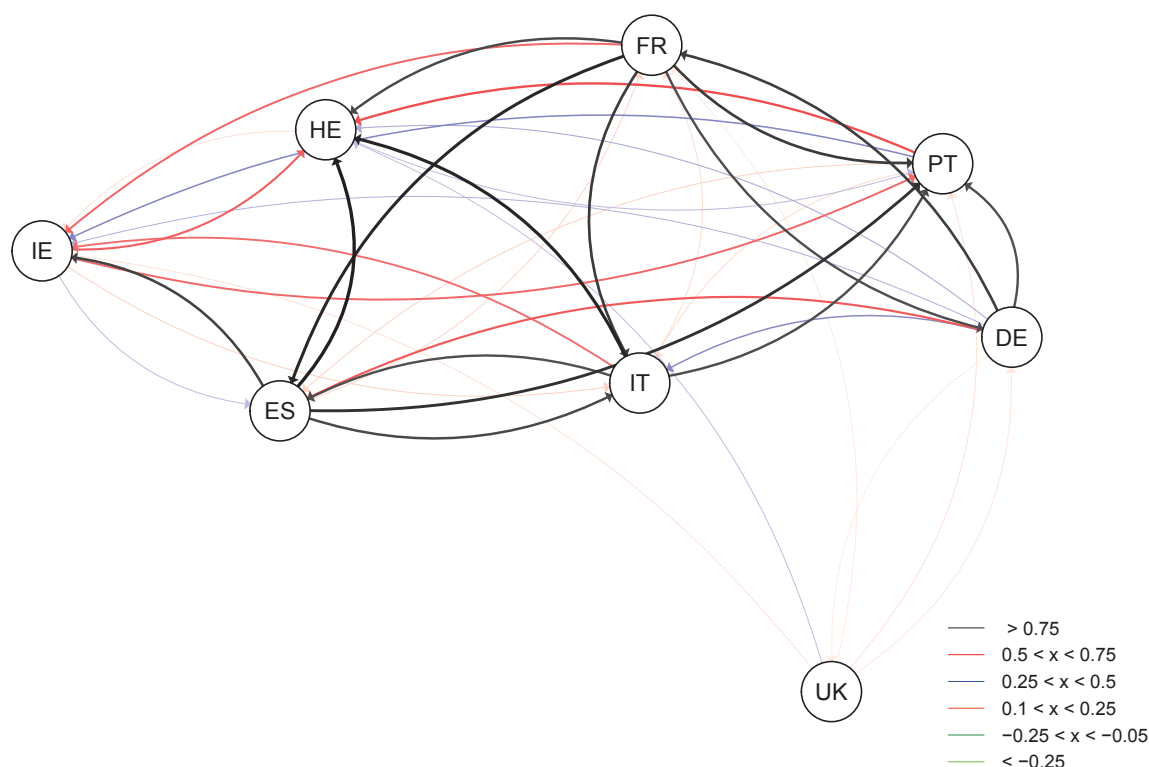 FR
HE
PT
IE
DE
IT
ES
UK
> 0.75
0.5 < x < 0.75
0.25 < x < 0.5
0.1 < x < 0.25
−0.25 < x < −0.05
< −0.25